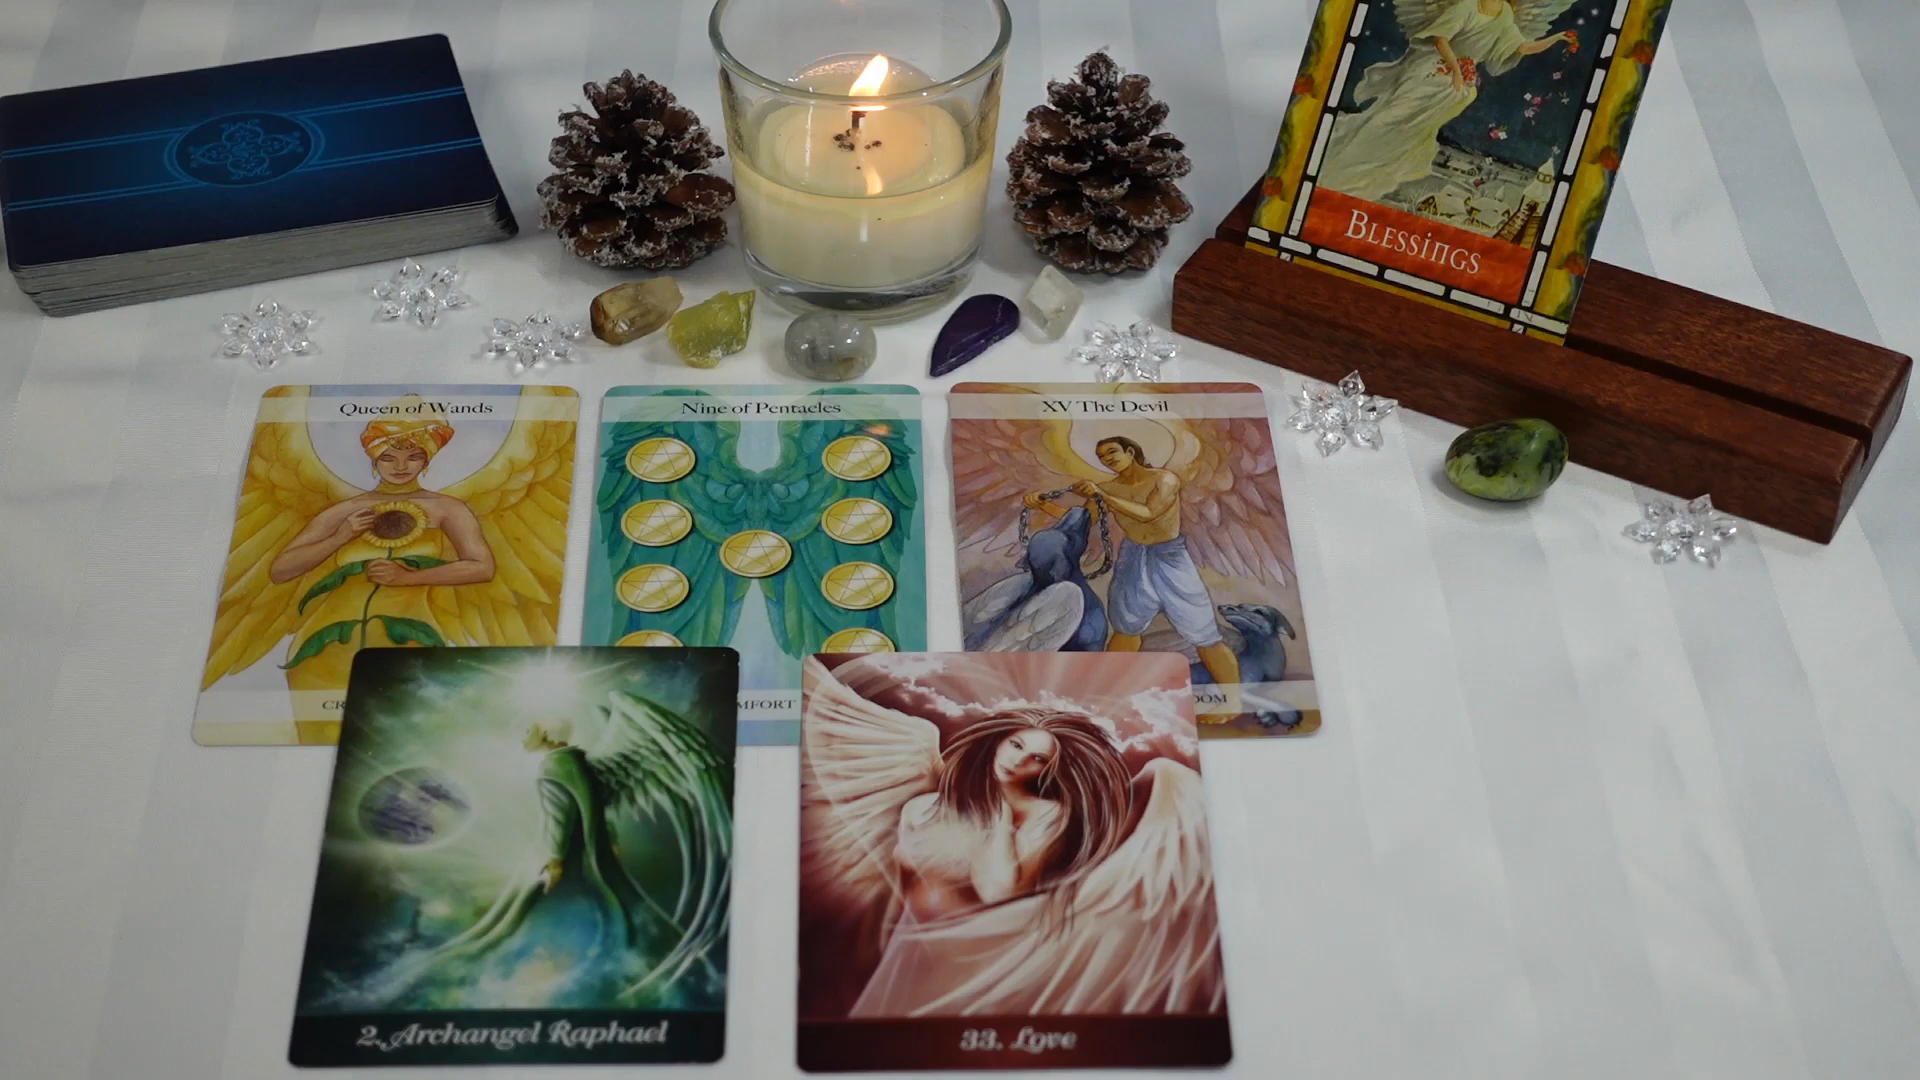 Blessings
Queen of Wands
Nine of Pentacles
XV The Devil
2. Archangel Raphael
33. Love